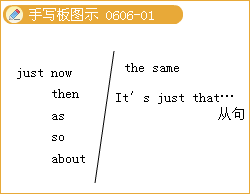 手写板图示 0606-01
just now
then
as
so
about
the same
It's just that…
从句